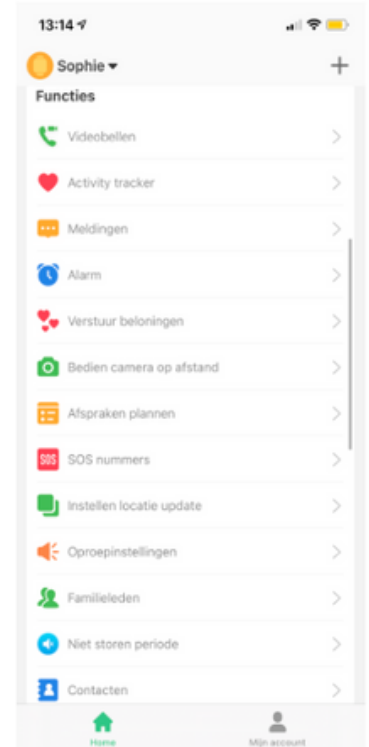 13:14
Sophie
Functies
Videobellen
Activity tracker
Meldingen
Alarm
Verstuur beloningen
Bedien camera op afstand
Afspraken plannen
SOS SOS nummers
Instellen locatie update
Oproepinstellingen
Familieleden
Niet storen periode
Contacten
Home Mijn account